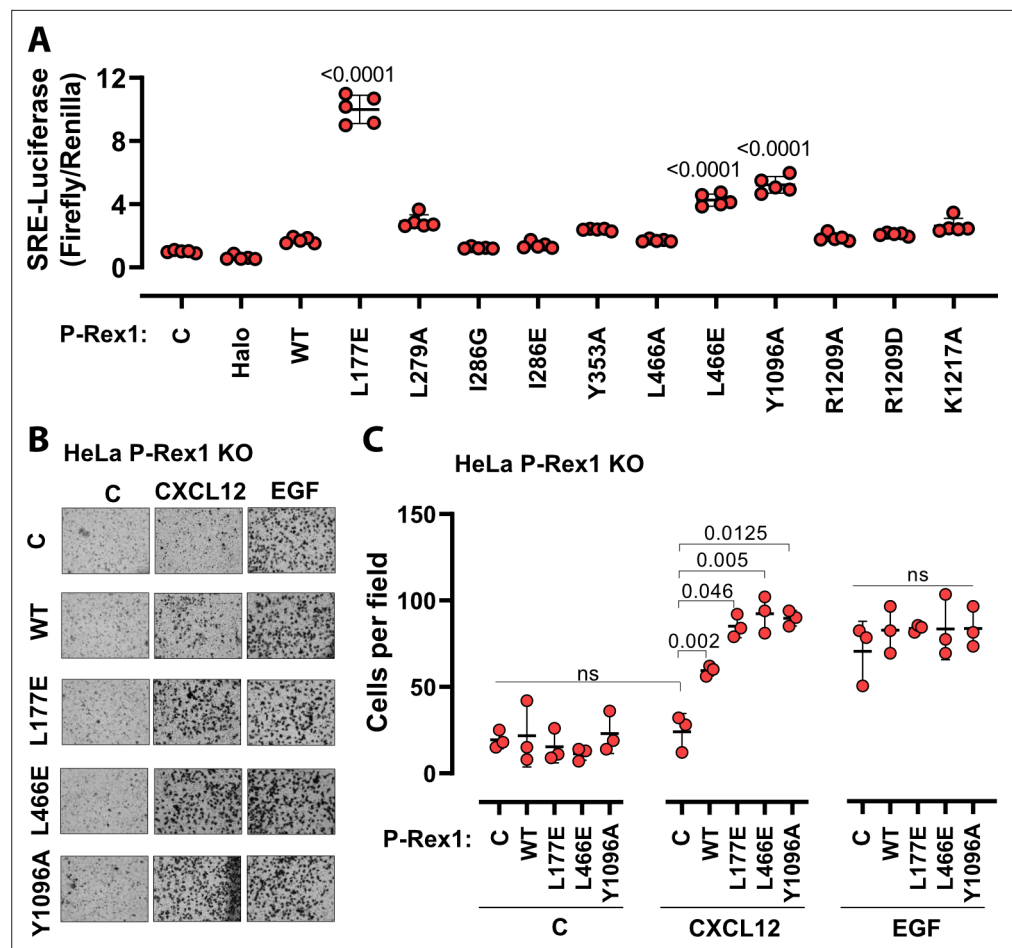 A
SRE-Luciferase
(Firefly/Renilla)
12
8
4
0
<0.0001
<0.0001
<0.0001
P-Rex1:
C
Halo
WT
L177E
L279A
I286G
I286E
Y353A
L466A
L466E
Y1096A
R1209A
R1209D
K1217A
B
HeLa P-Rex1 KO
C
CXCL12
EGF
C
WT
L177E
L466E
Y1096A
C
HeLa P-Rex1 KO
Cells per field
150
100
50
0
ns
0.0125
0.005
0.046
0.002
ns
P-Rex1:
C
WT
L177E
L466E
Y1096A
C
WT
L177E
L466E
Y1096A
C
WT
L177E
L466E
Y1096A
C
CXCL12
EGF